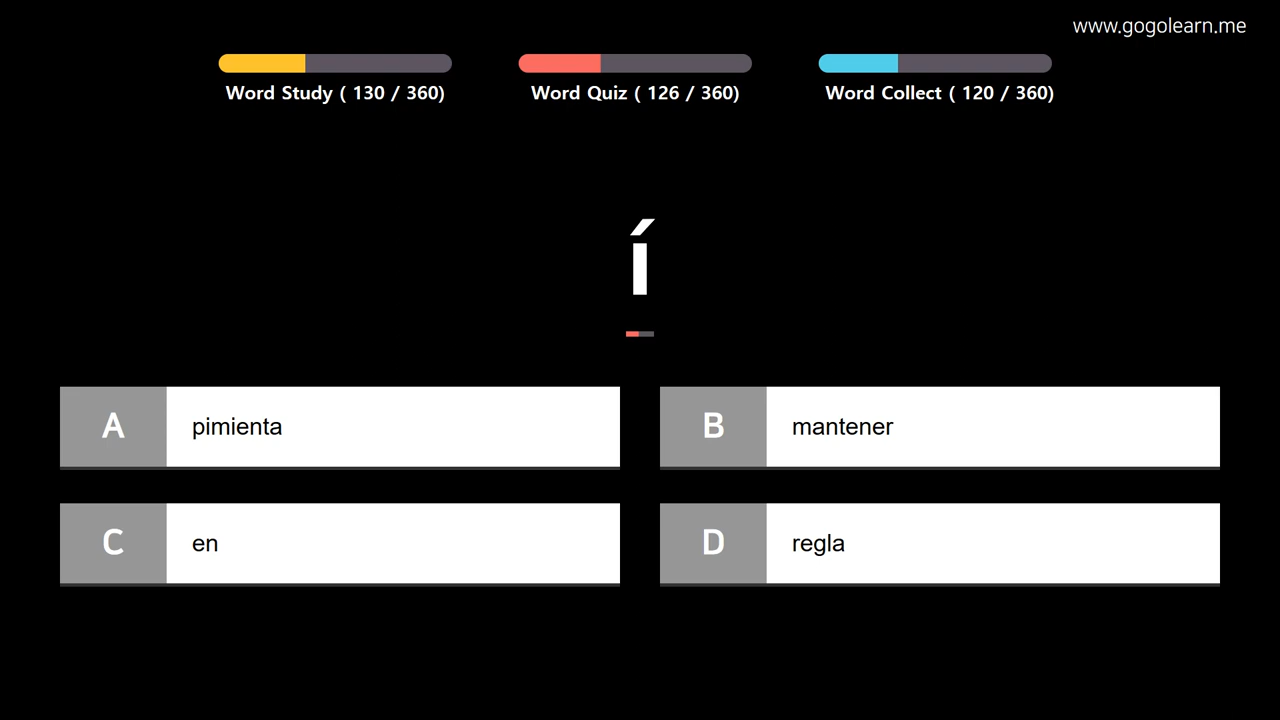 www.gogolearn.me
Word Study ( 130 / 360)
Word Quiz ( 126 / 360)
Word Collect ( 120 / 360)
í
A pimienta
B mantener
C en
D regla